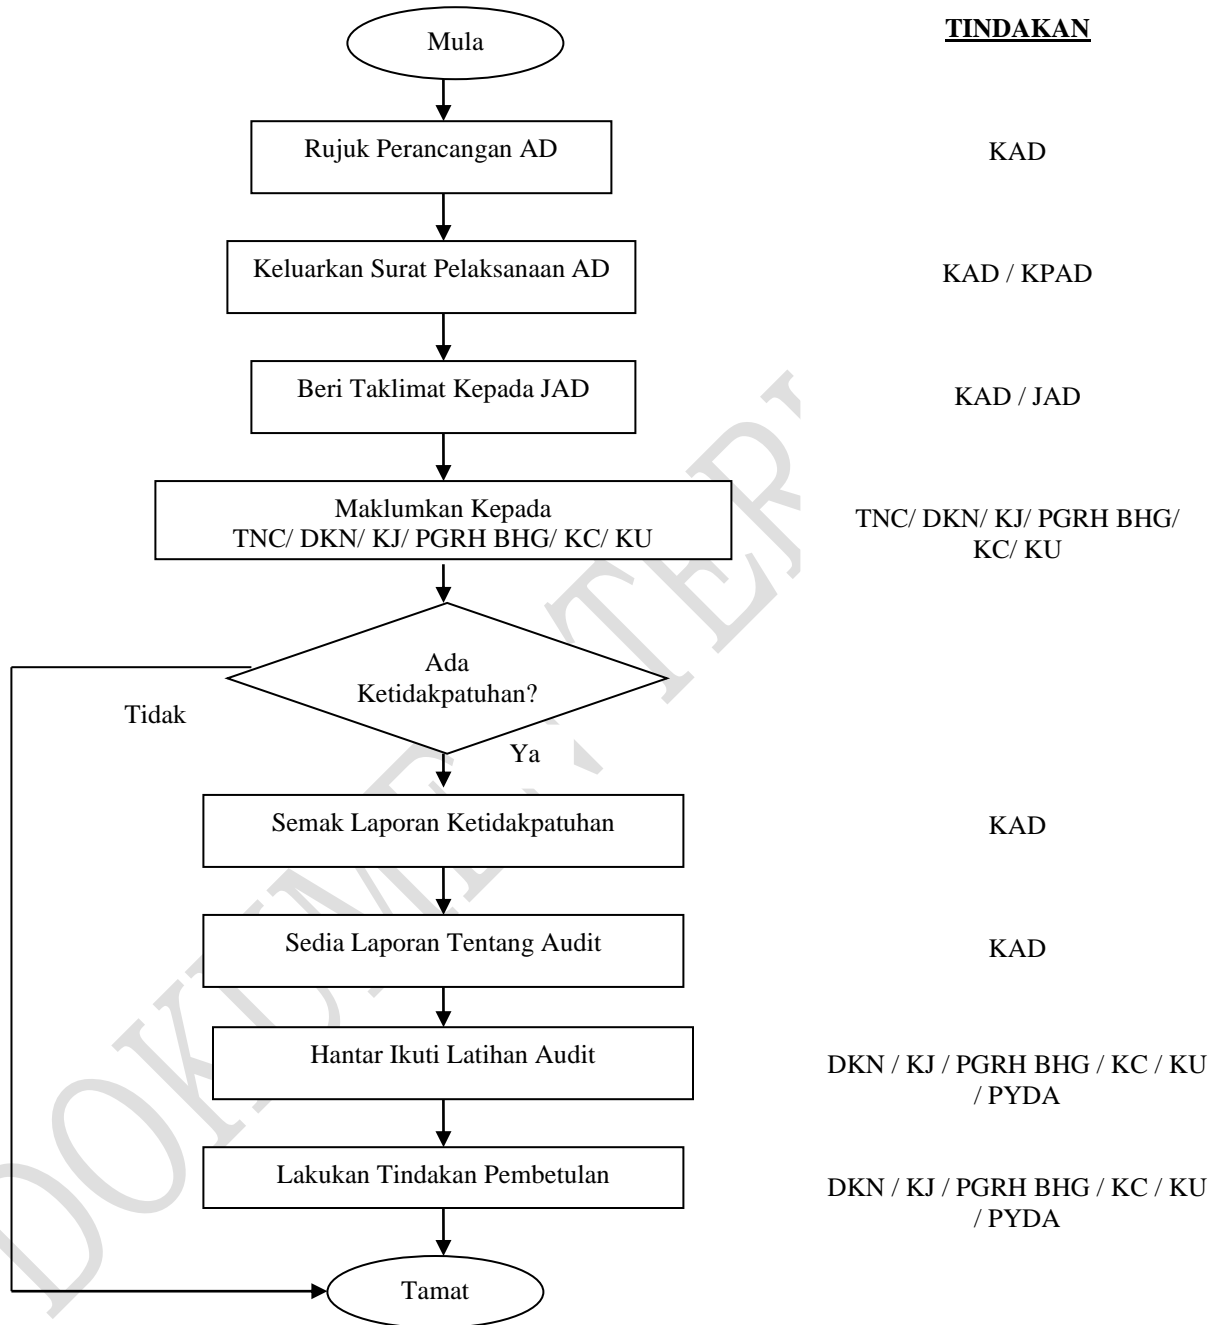 TINDAKAN
Mula
Rujuk Perancangan AD
KAD
Keluarkan Surat Pelaksanaan AD
KAD / KPAD
Beri Taklimat Kepada JAD
KAD / JAD
Maklumkan Kepada
TNC/ DKN/ KJ/ PGRH BHG/ KC/ KU
TNC/ DKN/ KJ/ PGRH BHG/
KC/ KU
Ada
Ketidakpatuhan?
Tidak
Ya
Semak Laporan Ketidakpatuhan
KAD
Sedia Laporan Tentang Audit
KAD
Hantar Ikuti Latihan Audit
DKN / KJ / PGRH BHG / KC / KU
/ PYDA
Lakukan Tindakan Pembetulan
DKN / KJ / PGRH BHG / KC / KU
/ PYDA
Tamat